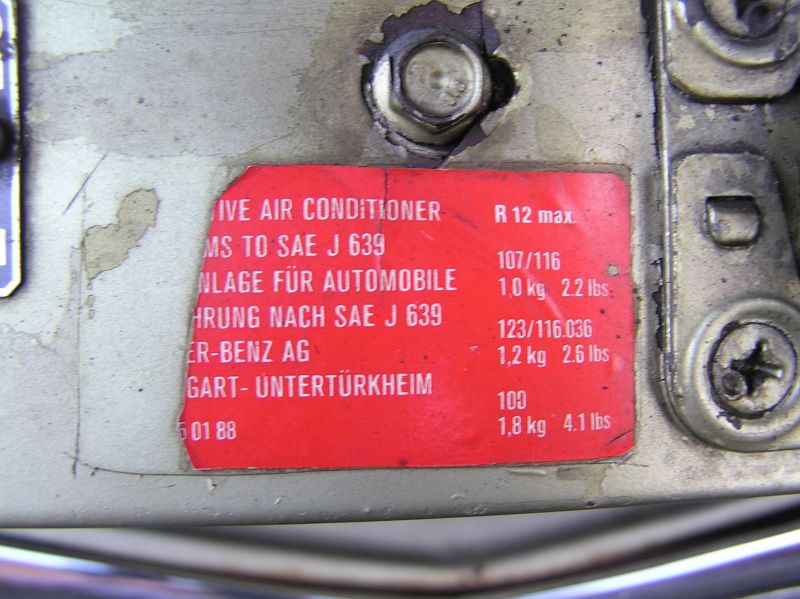 TIVE AIR CONDITIONER
MS TO SAE J 639
NLAGE FÜR AUTOMOBILE
HRUNG NACH SAE J 639
ER-BENZ AG
GART- UNTERTÜRKHEIM
5 01 88
R 12 max.
107/116
1,0 kg 2.2 lbs
123/116.036
1,2 kg 2.6 lbs
100
1,8 kg 4.1 lbs